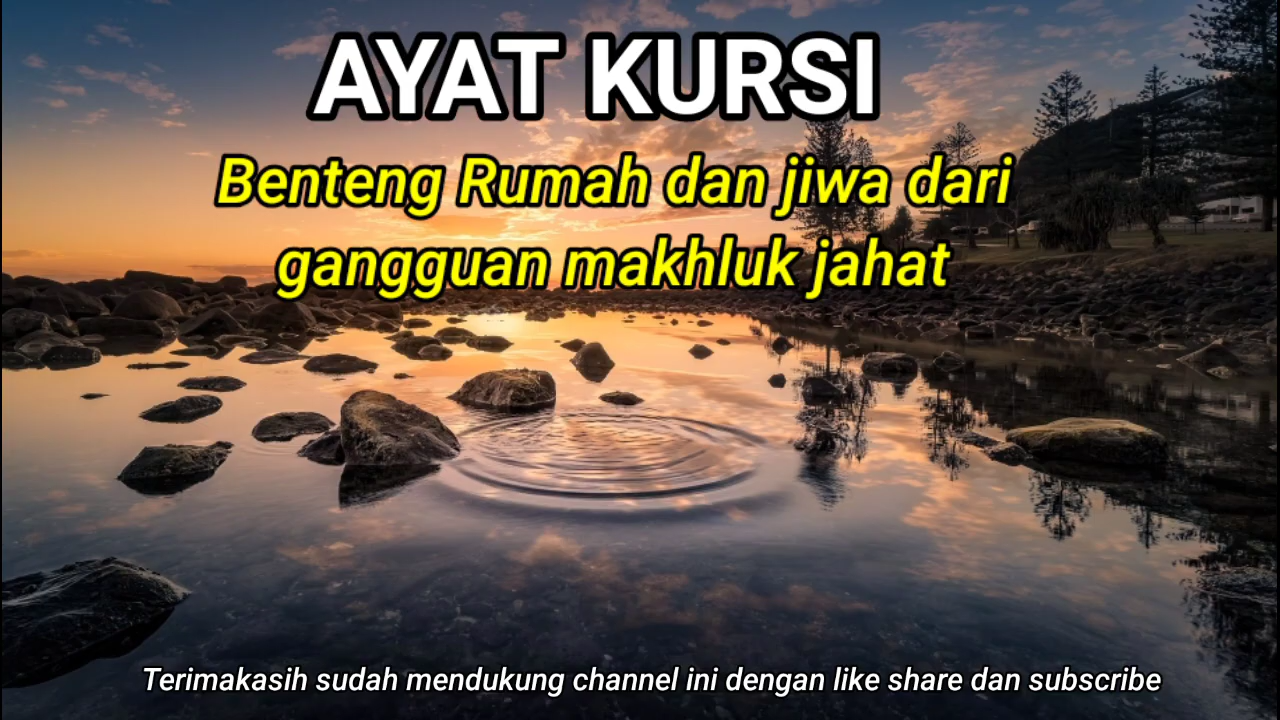 AYAT KURSI
Benteng Rumah dan jiwa dari
gangguan makhluk jahat
Terimakasih sudah mendukung channel ini dengan like share dan subscribe